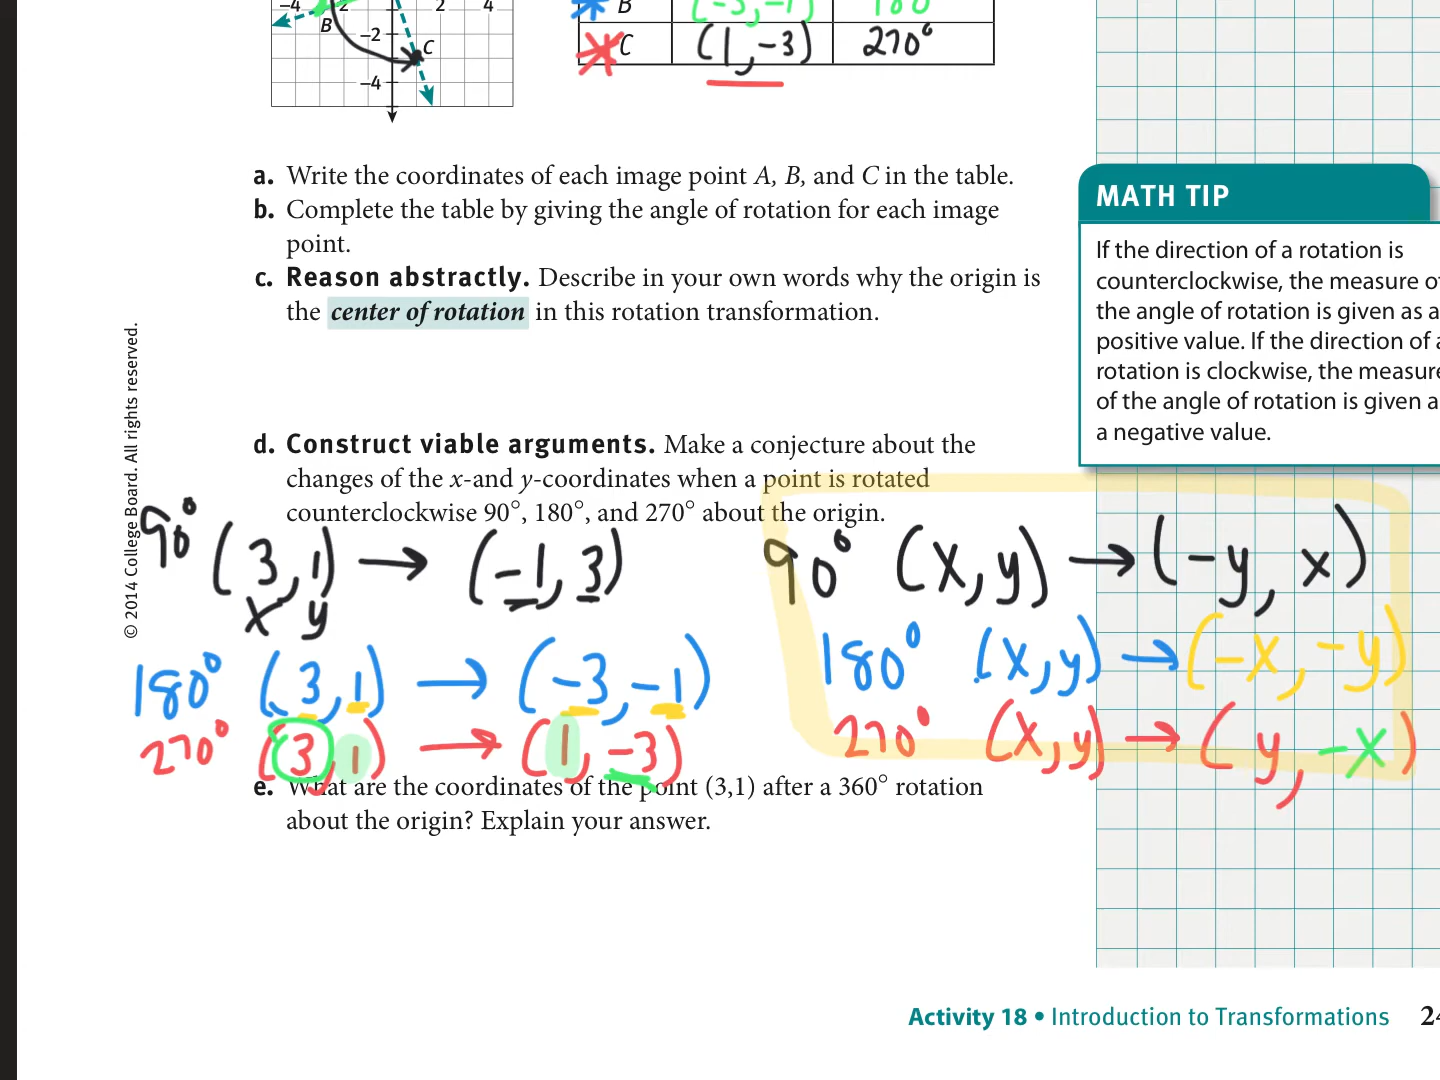 -4 2 2 4
B
-2
C
-4
B (-3,-1) 180
C (1,-3) 270°
a. Write the coordinates of each image point A, B, and C in the table.
b. Complete the table by giving the angle of rotation for each image
point.
c. Reason abstractly. Describe in your own words why the origin is
the center of rotation in this rotation transformation.
MATH TIP
If the direction of a rotation is
counterclockwise, the measure o
the angle of rotation is given as a
positive value. If the direction of a
rotation is clockwise, the measure
of the angle of rotation is given a
a negative value.
© 2014 College Board. All rights reserved.
d. Construct viable arguments. Make a conjecture about the
changes of the x-and y-coordinates when a point is rotated
counterclockwise 90°, 180°, and 270° about the origin.
90° (3,1) → (-1,3)
x y
180° (3,1) → (-3,-1)
270° (3,1) → (1,-3)
90° (x,y) → (-y, x)
180° (x,y) → (-x, -y)
270° (x,y) → (y, -x)
e. What are the coordinates of the point (3,1) after a 360° rotation
about the origin? Explain your answer.
Activity 18 • Introduction to Transformations 24